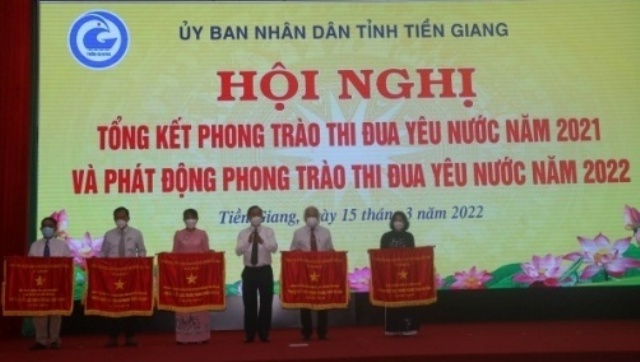 ỦY BAN NHÂN DÂN TỈNH TIỀN GIANG
HỘI NGHỊ
TỔNG KẾT PHONG TRÀO THI ĐUA YÊU NƯỚC NĂM 2021
VÀ PHÁT ĐỘNG PHONG TRÀO THI ĐUA YÊU NƯỚC NĂM 2022
Tiền Giang, ngày 15 tháng 3 năm 2022